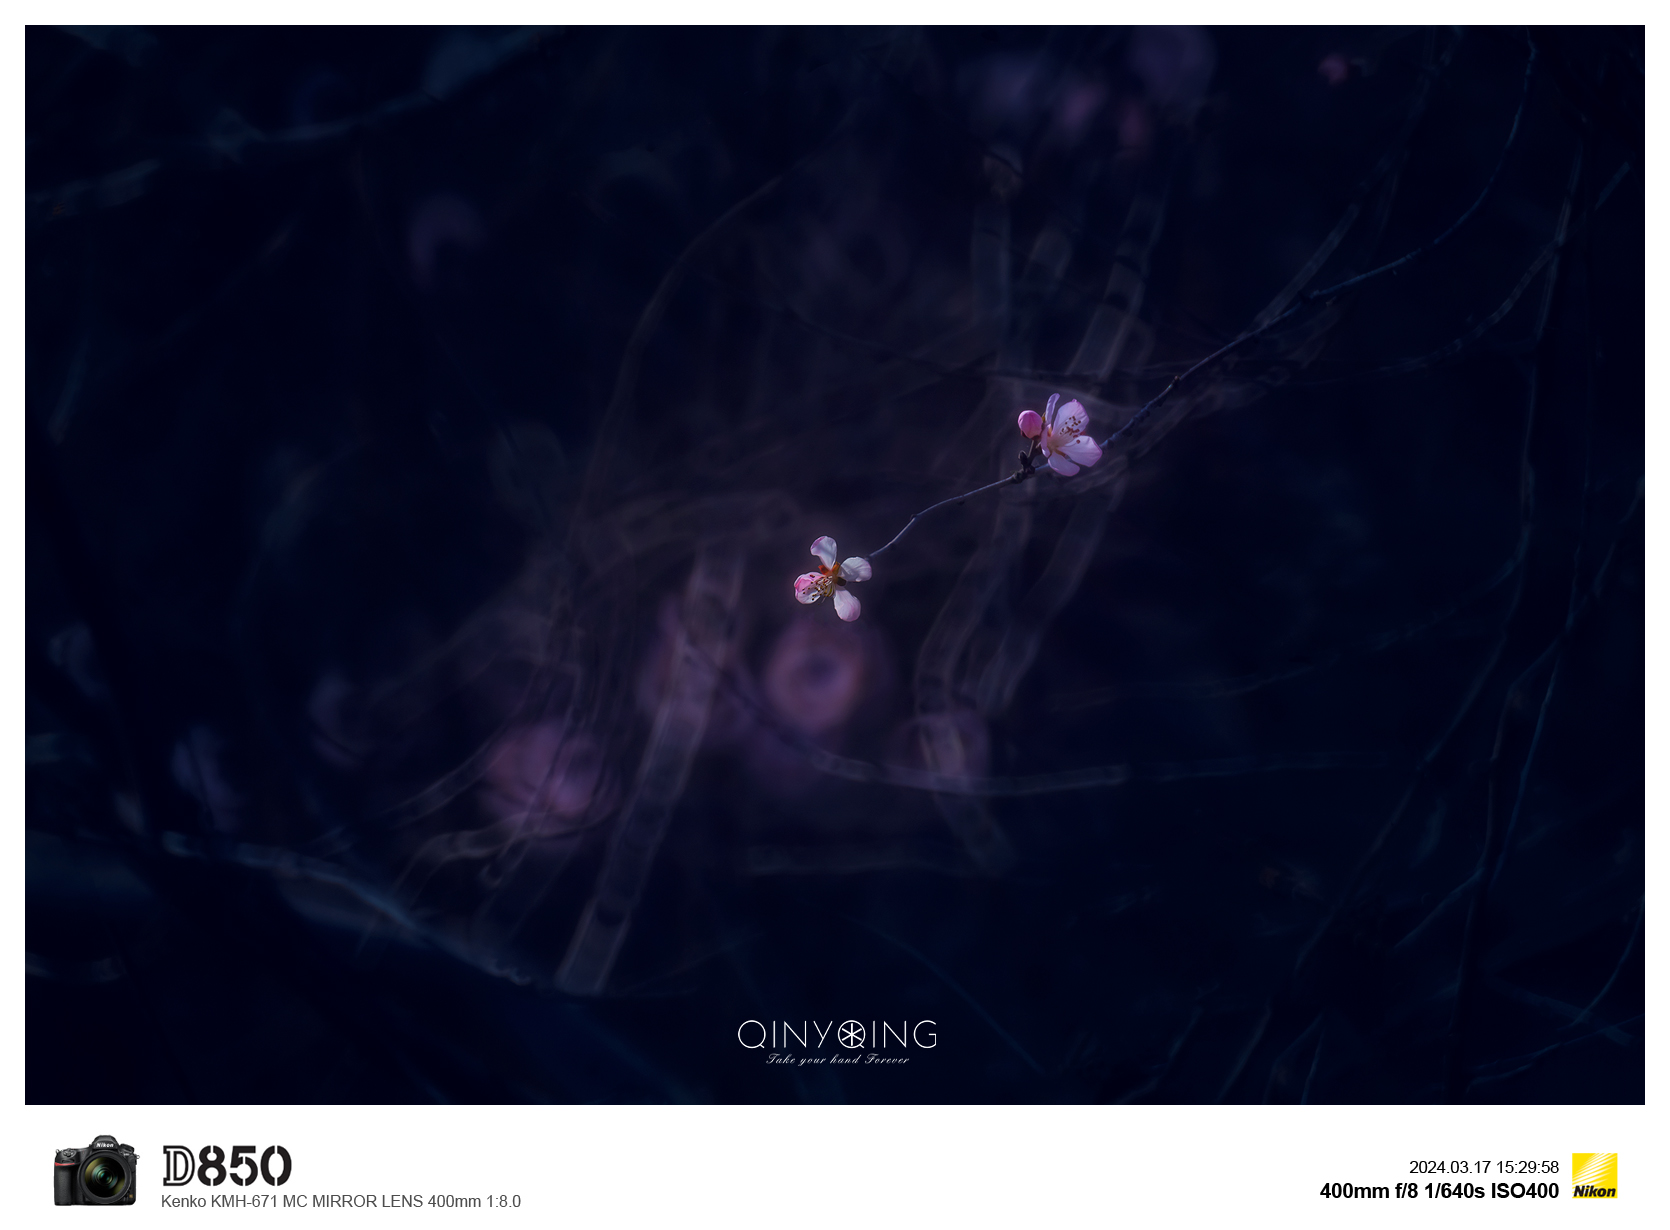 QINYQING
Take your hand Forever
Nikon
D850
Kenko KMH-671 MC MIRROR LENS 400mm 1:8.0
2024.03.17 15:29:58
400mm f/8 1/640s ISO400
Nikon